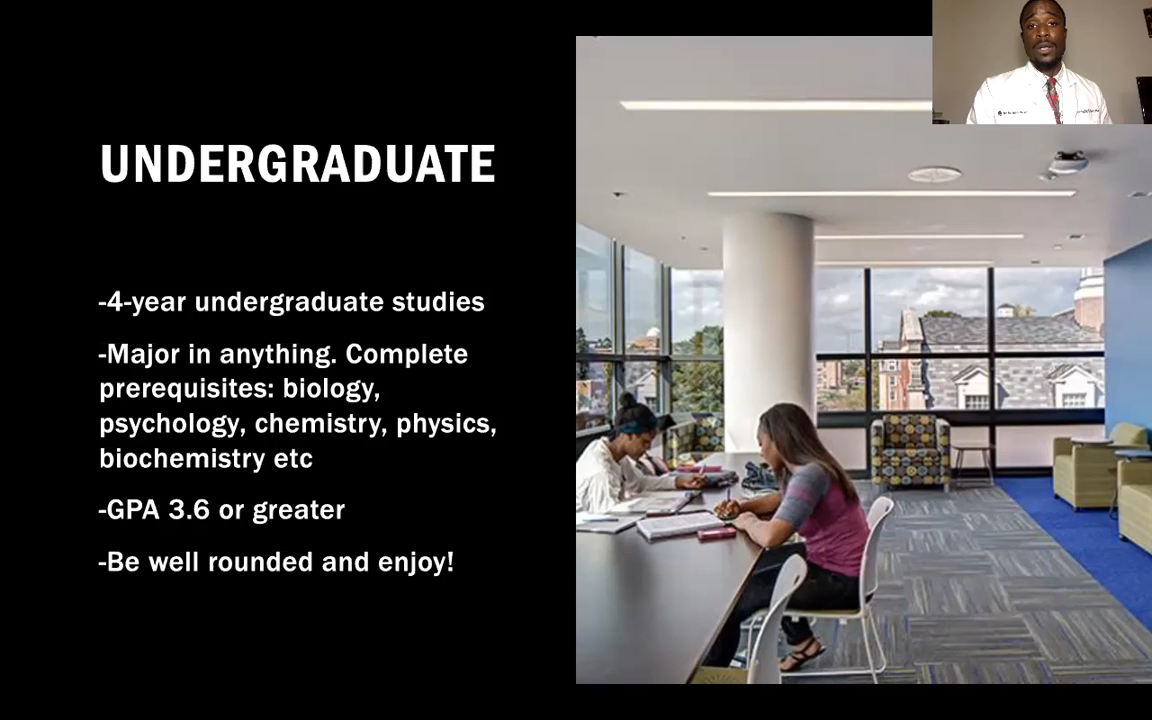 UNDERGRADUATE
-4-year undergraduate studies
-Major in anything. Complete
prerequisites: biology,
psychology, chemistry, physics,
biochemistry etc
-GPA 3.6 or greater
-Be well rounded and enjoy!